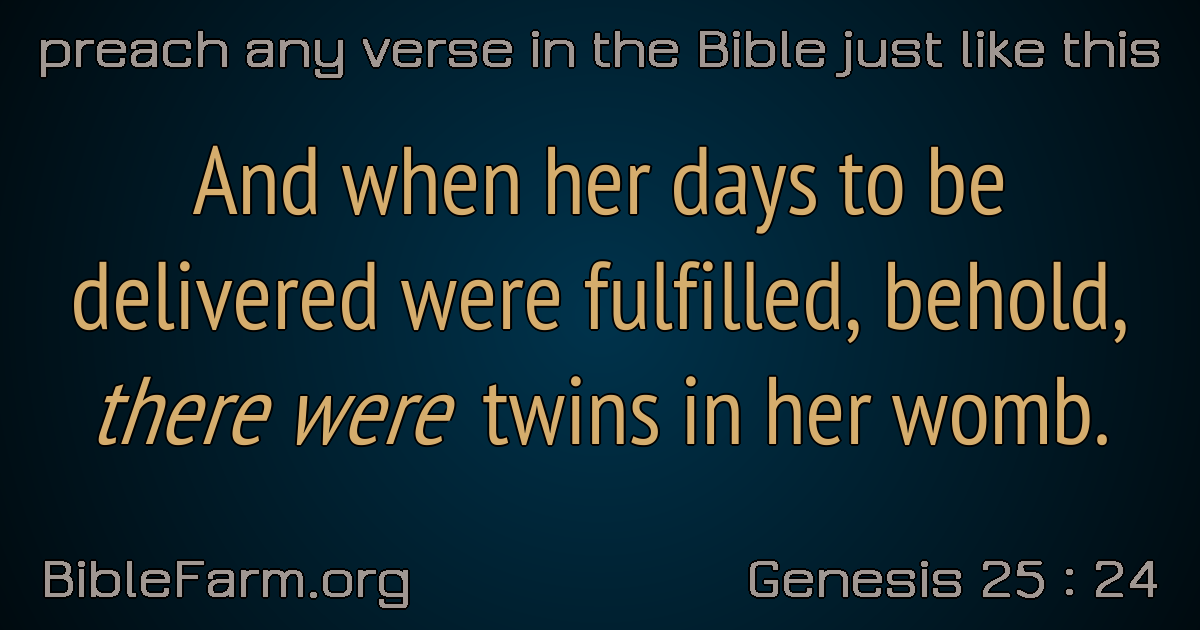 preach any verse in the Bible just like this
And when her days to be
delivered were fulfilled, behold,
there were twins in her womb.
BibleFarm.org
Genesis 25 : 24